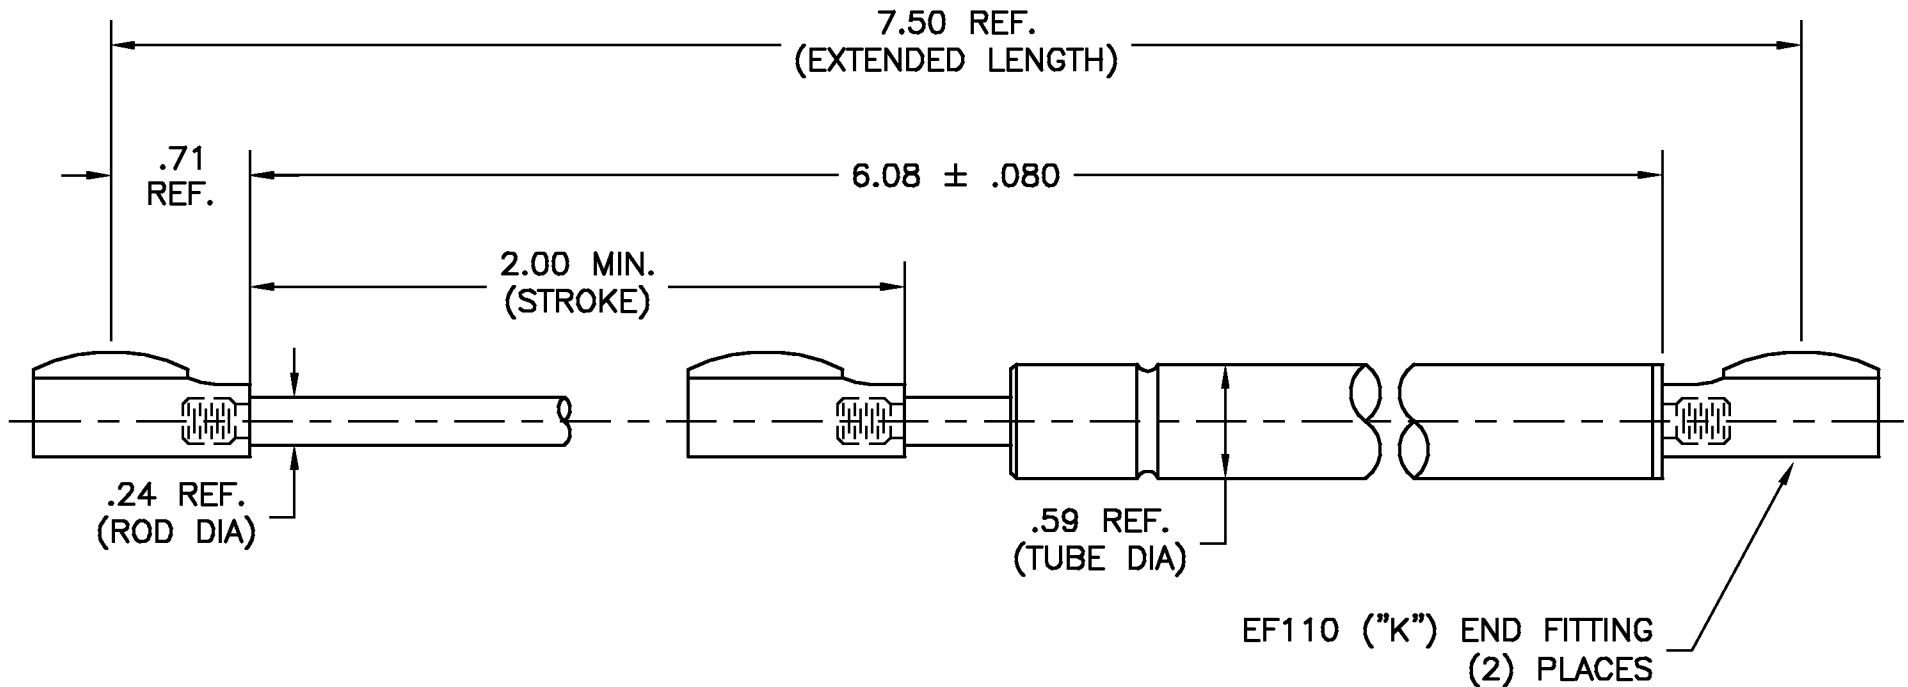 7.50 REF.
(EXTENDED LENGTH)
.71
REF.
6.08 ± .080
2.00 MIN.
(STROKE)
.24 REF.
(ROD DIA)
.59 REF.
(TUBE DIA)
EF110 ("K") END FITTING
(2) PLACES